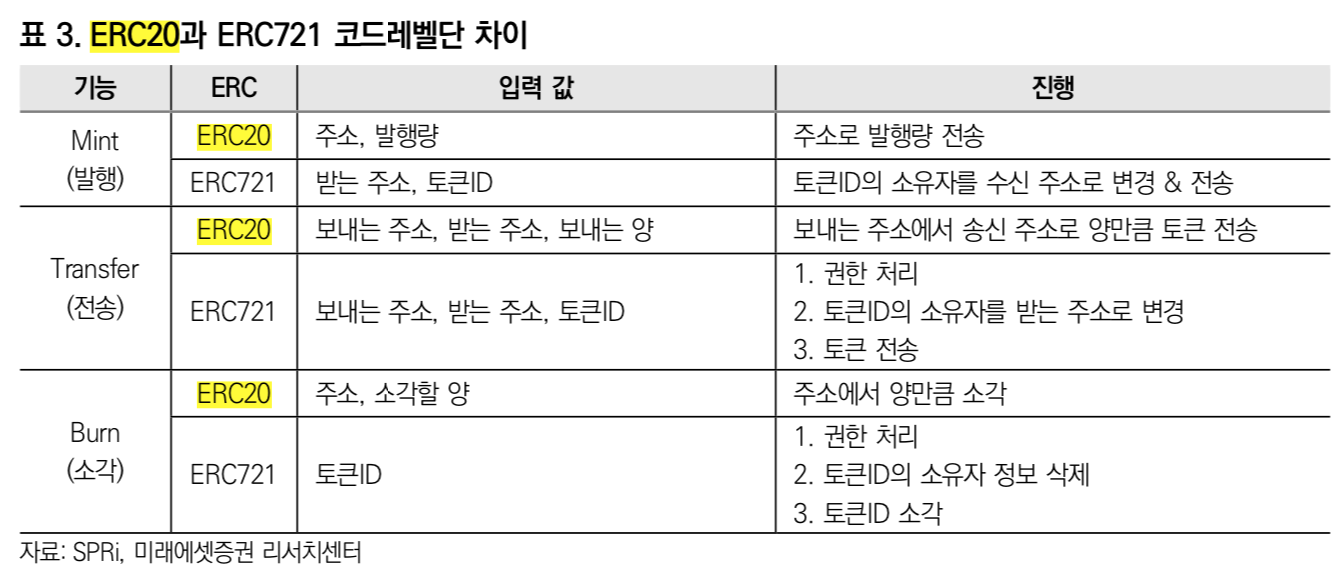 표 3. ERC20과 ERC721 코드레벨단 차이
기능 ERC 입력 값 진행
Mint
(발행)
ERC20 주소, 발행량 주소로 발행량 전송
ERC721 받는 주소, 토큰ID 토큰ID의 소유자를 수신 주소로 변경 & 전송
Transfer
(전송)
ERC20 보내는 주소, 받는 주소, 보내는 양 보내는 주소에서 송신 주소로 양만큼 토큰 전송
ERC721 보내는 주소, 받는 주소, 토큰ID
1. 권한 처리
2. 토큰ID의 소유자를 받는 주소로 변경
3. 토큰 전송
Burn
(소각)
ERC20 주소, 소각할 양 주소에서 양만큼 소각
ERC721 토큰ID
1. 권한 처리
2. 토큰ID의 소유자 정보 삭제
3. 토큰ID 소각
자료: SPRi, 미래에셋증권 리서치센터